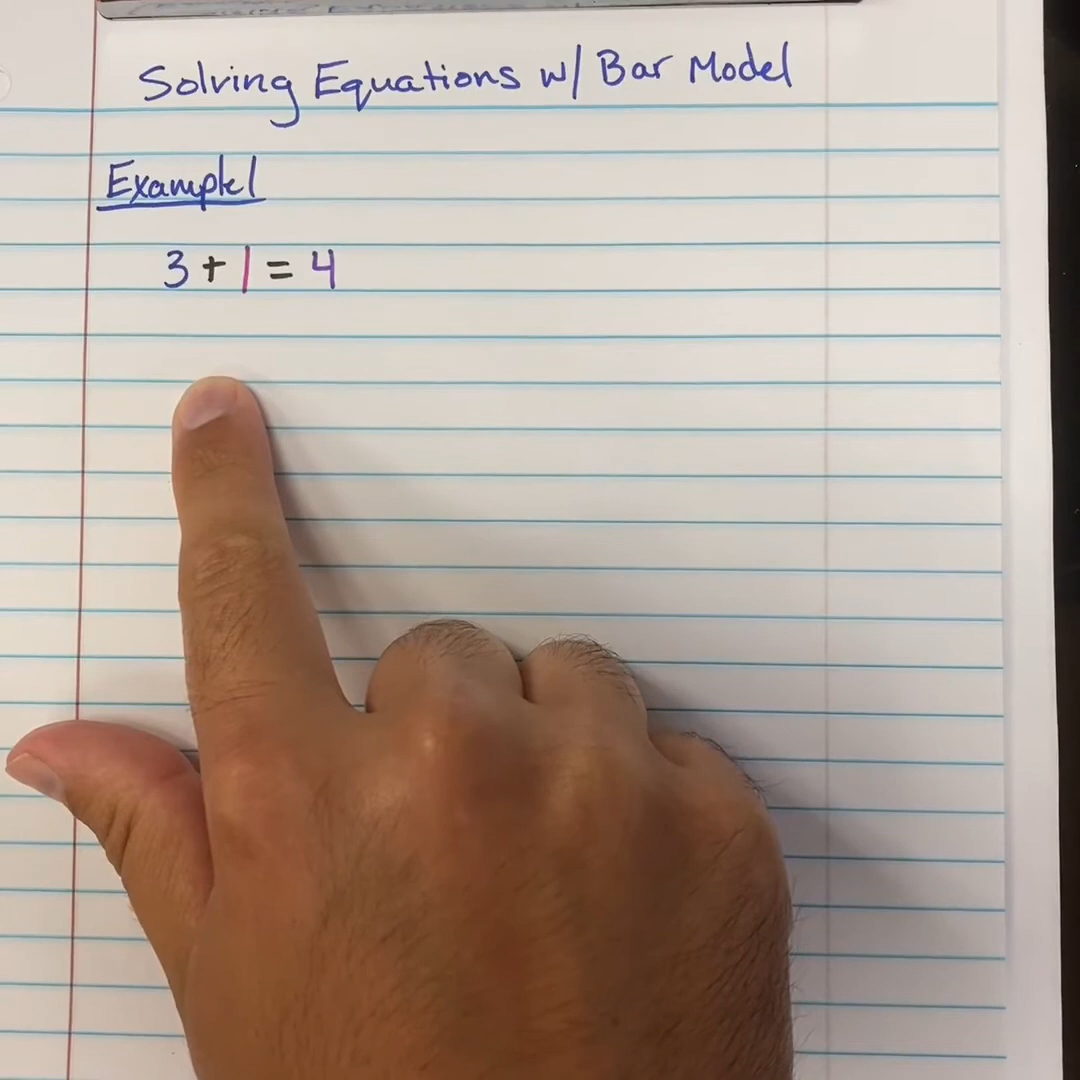 Solving Equations w/ Bar Model
Example 1
3 + 1 = 4